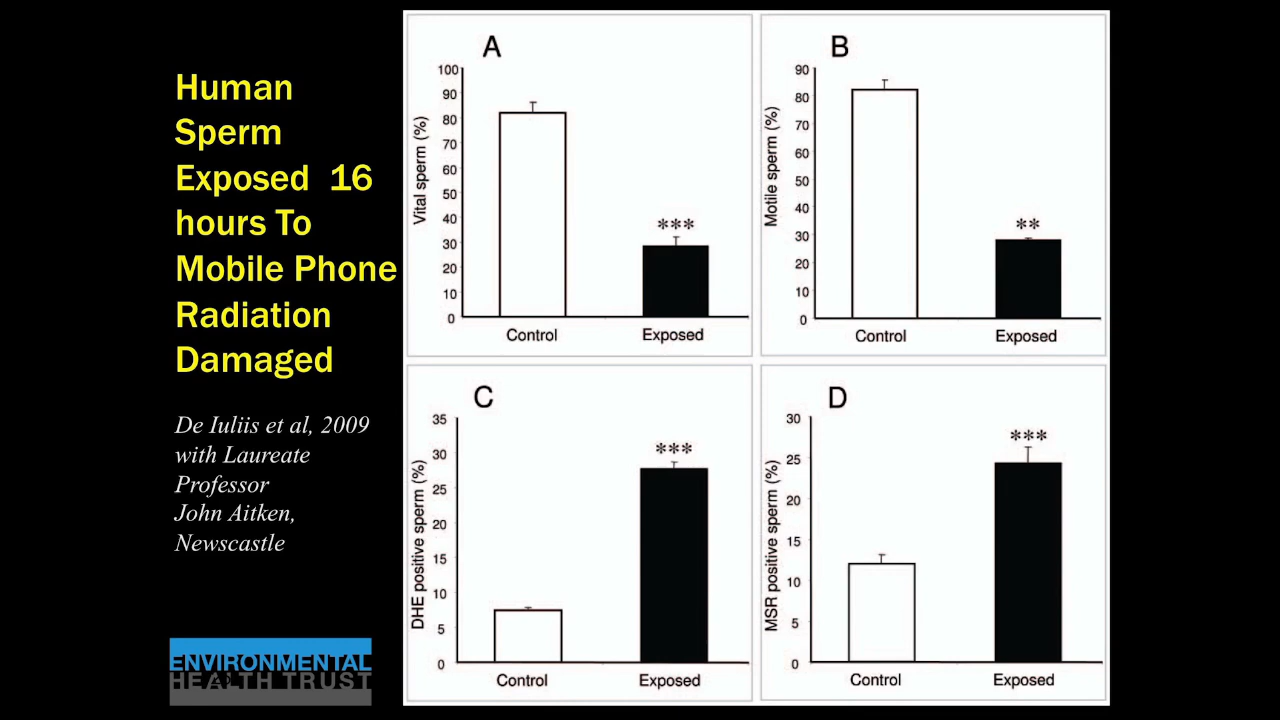 Human
Sperm
Exposed 16
hours To
Mobile Phone
Radiation
Damaged
De Iuliis et al, 2009
with Laureate
Professor
John Aitken,
Newscastle
ENVIRONMENTAL
HEALTH TRUST
A
Vital sperm (%)
100
90
80
70
60
50
40
30
20
10
0
***
Control
Exposed
B
Motile sperm (%)
90
80
70
60
50
40
30
20
10
0
**
Control
Exposed
C
DHE positive sperm (%)
35
30
25
20
15
10
5
0
***
Control
Exposed
D
MSR positive sperm (%)
30
25
20
15
10
5
0
***
Control
Exposed